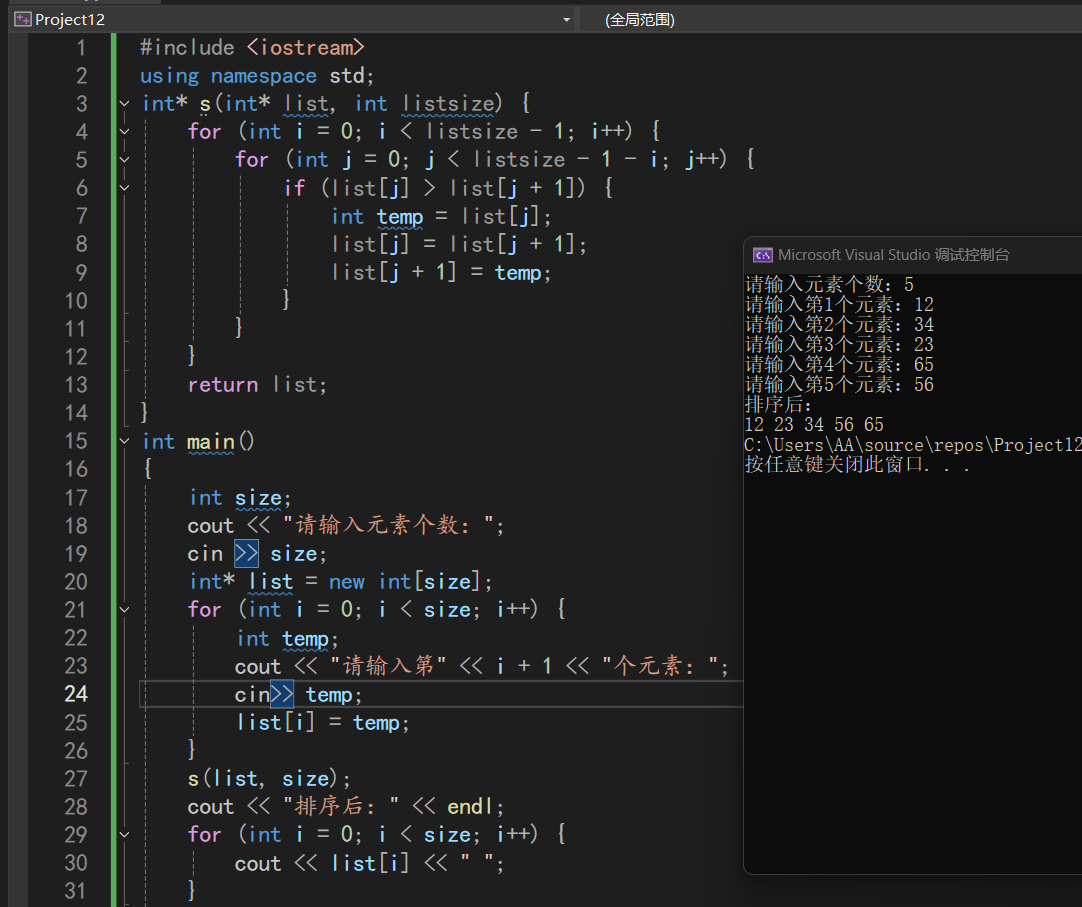 Project12
(全局范围)
1 #include <iostream>
2 using namespace std;
3 int* s(int* list, int listsize) {
4 for (int i = 0; i < listsize - 1; i++) {
5 for (int j = 0; j < listsize - 1 - i; j++) {
6 if (list[j] > list[j + 1]) {
7 int temp = list[j];
8 list[j] = list[j + 1];
9 list[j + 1] = temp;
10 }
11 }
12 }
13 return list;
14 }
15 int main()
16 {
17 int size;
18 cout << "请输入元素个数：";
19 cin >> size;
20 int* list = new int[size];
21 for (int i = 0; i < size; i++) {
22 int temp;
23 cout << "请输入第" << i + 1 << "个元素：";
24 cin>> temp;
25 list[i] = temp;
26 }
27 s(list, size);
28 cout << "排序后：" << endl;
29 for (int i = 0; i < size; i++) {
30 cout << list[i] << " ";
31 }
Microsoft Visual Studio 调试控制台
请输入元素个数：5
请输入第1个元素：12
请输入第2个元素：34
请输入第3个元素：23
请输入第4个元素：65
请输入第5个元素：56
排序后：
12 23 34 56 65
C:\Users\AA\source\repos\Project12
按任意键关闭此窗口. . .